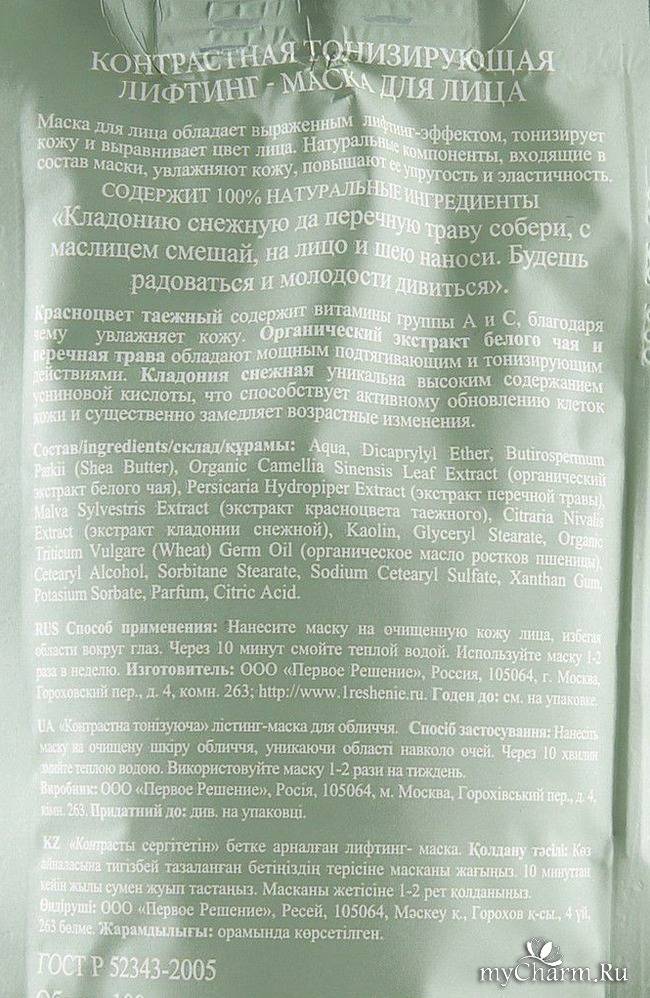 КОНТРАСТНАЯ ТОНИЗИРУЮЩАЯ
ЛИФТИНГ - МАСКА ДЛЯ ЛИЦА
Маска для лица обладает выраженным лифтинг-эффектом, тонизирует
кожу и выравнивает цвет лица. Натуральные компоненты, входящие в
состав маски, увлажняют кожу, повышают ее упругость и эластичность.
СОДЕРЖИТ 100% НАТУРАЛЬНЫЕ ИНГРЕДИЕНТЫ
«Кладонию снежную да перечную траву собери, с
маслицем смешай, на лицо и шею наноси. Будешь
радоваться и молодости дивиться».
Красноцвет таежный содержит витамины группы А и С, благодаря
чему увлажняет кожу. Органический экстракт белого чая и
перечная трава обладают мощным подтягивающим и тонизирующим
действиями. Кладония снежная уникальна высоким содержанием
усниновой кислоты, что способствует активному обновлению клеток
кожи и существенно замедляет возрастные изменения.
Состав/ingredients/склад/құрамы: Aqua, Dicaprylyl Ether, Butirospermum
Parkii (Shea Butter), Organic Camellia Sinensis Leaf Extract (органический
экстракт белого чая), Persicaria Hydropiper Extract (экстракт перечной травы),
Malva Sylvestris Extract (экстракт красноцвета таежного), Citraria Nivalis
Extract (экстракт кладонии снежной), Kaolin, Glyceryl Stearate, Organic
Triticum Vulgare (Wheat) Germ Oil (органическое масло ростков пшеницы),
Cetearyl Alcohol, Sorbitane Stearate, Sodium Cetearyl Sulfate, Xanthan Gum,
Potasium Sorbate, Parfum, Citric Acid.
RUS Способ применения: Нанесите маску на очищенную кожу лица, избегая
области вокруг глаз. Через 10 минут смойте теплой водой. Используйте маску 1-2
раза в неделю. Изготовитель: ООО «Первое Решение», Россия, 105064, г. Москва,
Гороховский пер., д. 4, комн. 263; http://www.1reshenie.ru. Годен до: см. на упаковке.
UA «Контрастна тонізуюча» лістинг-маска для обличчя. Спосіб застосування: Нанесіть
маску на очищену шкіру обличчя, уникаючи області навколо очей. Через 10 хвилин
змийте теплою водою. Використовуйте маску 1-2 рази на тиждень.
Виробник: ООО «Первое Решение», Росія, 105064, м. Москва, Горохівський пер., д. 4,
кімн. 263. Придатний до: див. на упаковці.
KZ «Контрасты сергітетін» бетке арналған лифтинг- маска. Қолдану тәсілі: Көз
айналасына тигізбей тазаланған бетіңіздің терісіне масканы жағыңыз. 10 минуттан
кейін жылы сумен жуып тастаңыз. Масканы жетісіне 1-2 рет қолданыңыз.
Өндіруші: ООО «Первое Решение», Ресей, 105064, Мәскеу қ., Горохов қ-сы., 4 үй,
263 бөлме. Жарамдылығы: орамында көрсетілген.
ГОСТ Р 52343-2005
myCharm.Ru